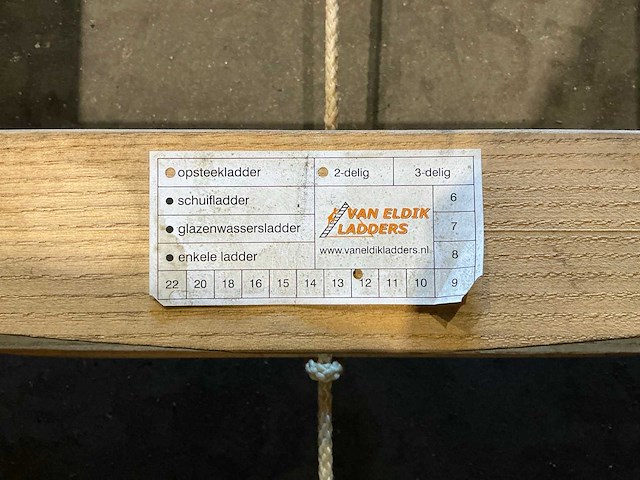 opsteekladder 2-delig 3-delig
schuifladder 6
VAN ELDIK
glazenwassersladder 7
LADDERS
www.vaneldikladders.nl
enkele ladder 8
22 20 18 16 15 14 13 12 11 10 9